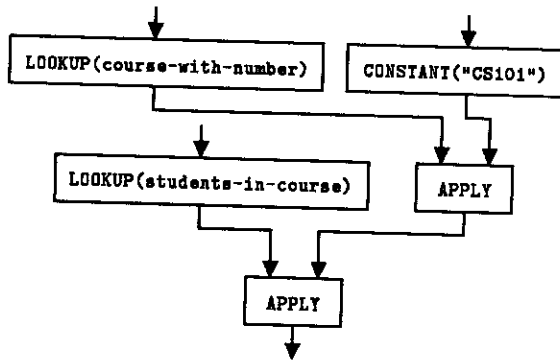 LOOKUP(course-with-number)
CONSTANT("CS101")
LOOKUP(students-in-course)
APPLY
APPLY